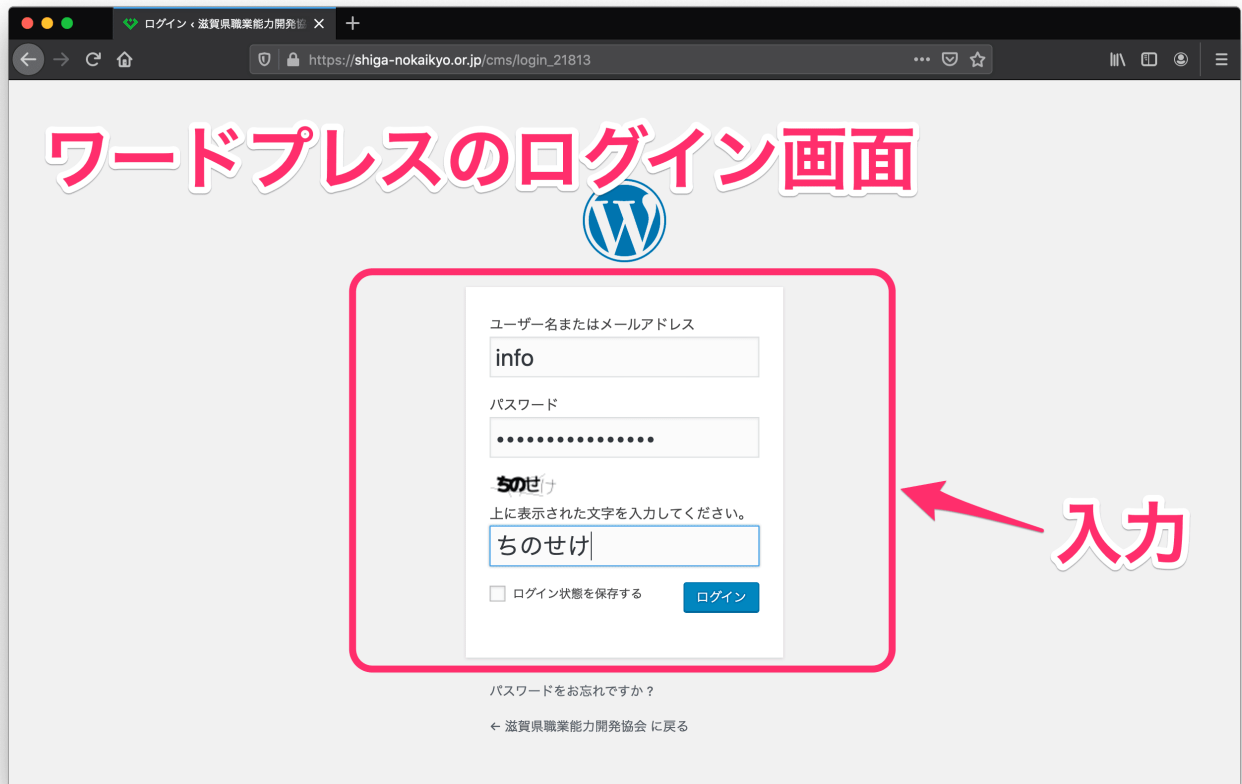 ログイン ‹ 滋賀県職業能力開発協
https://shiga-nokaikyo.or.jp/cms/login_21813
ワードプレスのログイン画面
ユーザー名またはメールアドレス
info
パスワード
••••••••••••••••
ちのせけ
上に表示された文字を入力してください。
ちのせけ
入力
ログイン状態を保存する
ログイン
パスワードをお忘れですか ?
← 滋賀県職業能力開発協会 に戻る